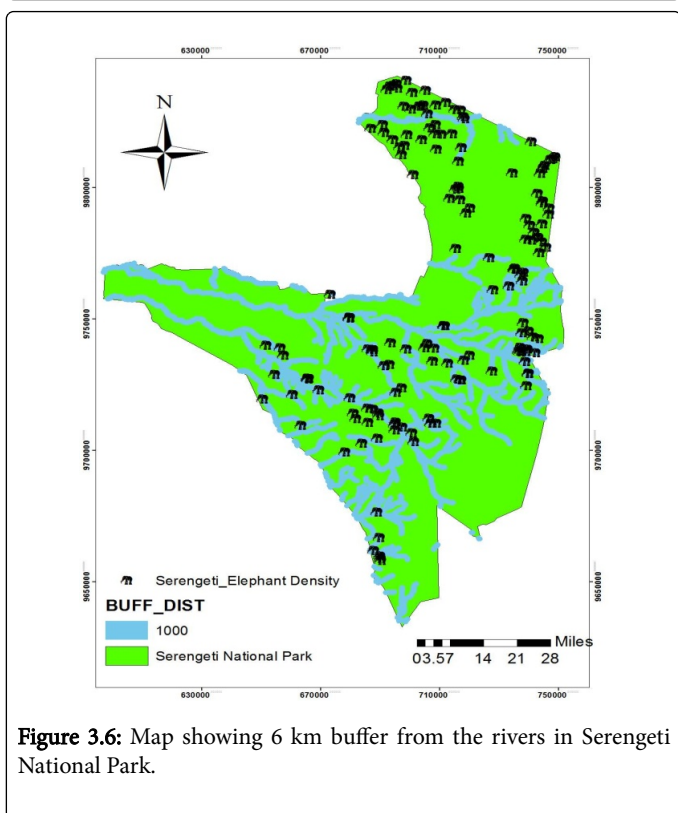 630000 670000 710000 750000
N
9800000 9800000
9750000 9750000
9700000 9700000
9650000 9650000
Serengeti_Elephant Density
BUFF_DIST
1000
Serengeti National Park
Miles
03.57 14 21 28
630000 670000 710000 750000
Figure 3.6: Map showing 6 km buffer from the rivers in Serengeti
National Park.